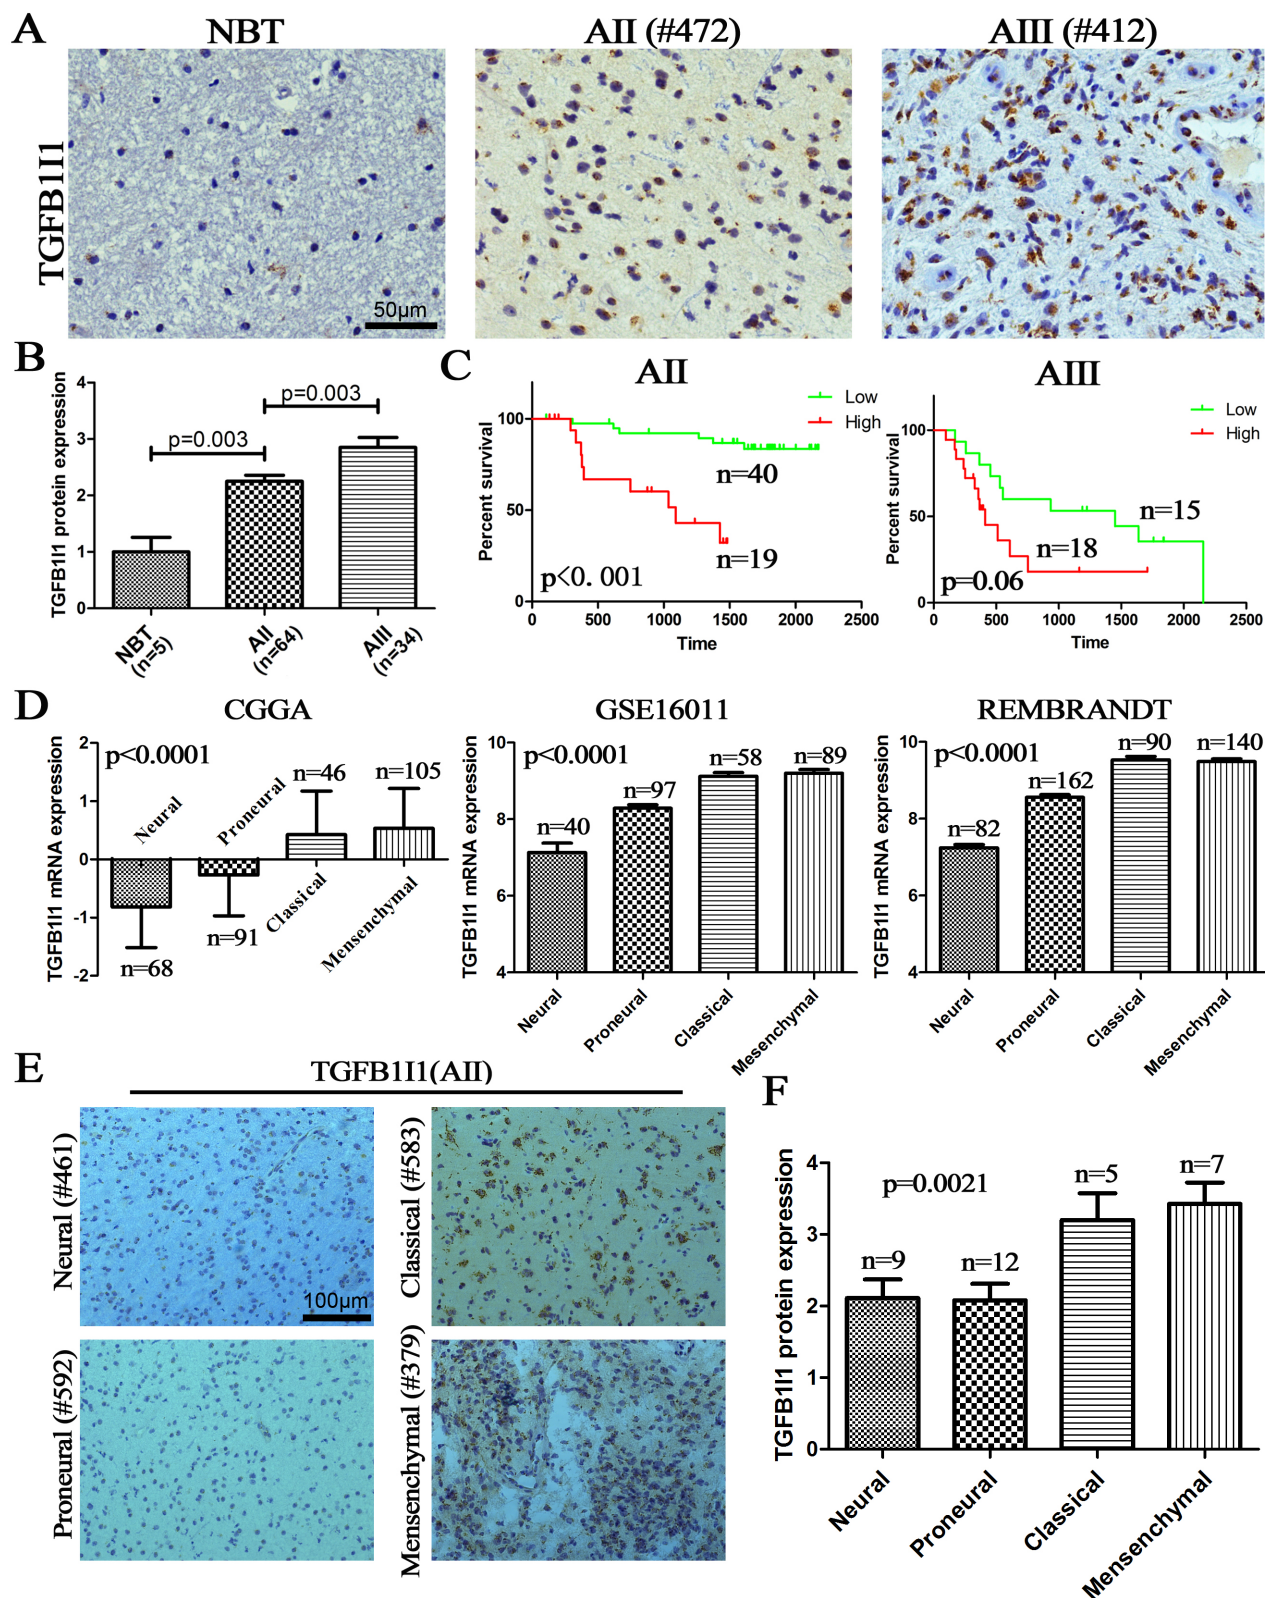 A
NBT
AII (#472)
AIII (#412)
TGFB1I1
50μm
B
TGFB1I1 protein expression
4
3
2
1
0
p=0.003
p=0.003
NBT
(n=5)
AII
(n=64)
AIII
(n=34)
C
AII
Percent survival
100
50
0
Low
High
n=40
n=19
p<0. 001
0
500
1000
1500
2000
2500
Time
AIII
Percent survival
100
50
0
Low
High
n=15
n=18
p=0.06
0
500
1000
1500
2000
2500
Time
D
CGGA
TGFB1I1 mRNA expression
2
1
0
-1
-2
p<0.0001
Neural
Proneural
n=46
n=105
n=68
n=91
Classical
Mensenchymal
GSE16011
TGFB1I1 mRNA expression
10
8
6
4
p<0.0001
n=40
n=97
n=58
n=89
Neural
Proneural
Classical
Mesenchymal
REMBRANDT
TGFB1I1 mRNA expression
10
8
6
4
p<0.0001
n=82
n=162
n=90
n=140
Neural
Proneural
Classical
Mesenchymal
E
TGFB1I1(AII)
Neural (#461)
100μm
Classical (#583)
Proneural (#592)
Mensenchymal (#379)
F
TGFB1I1 protein expression
4
3
2
1
0
p=0.0021
n=9
n=12
n=5
n=7
Neural
Proneural
Classical
Mensenchymal